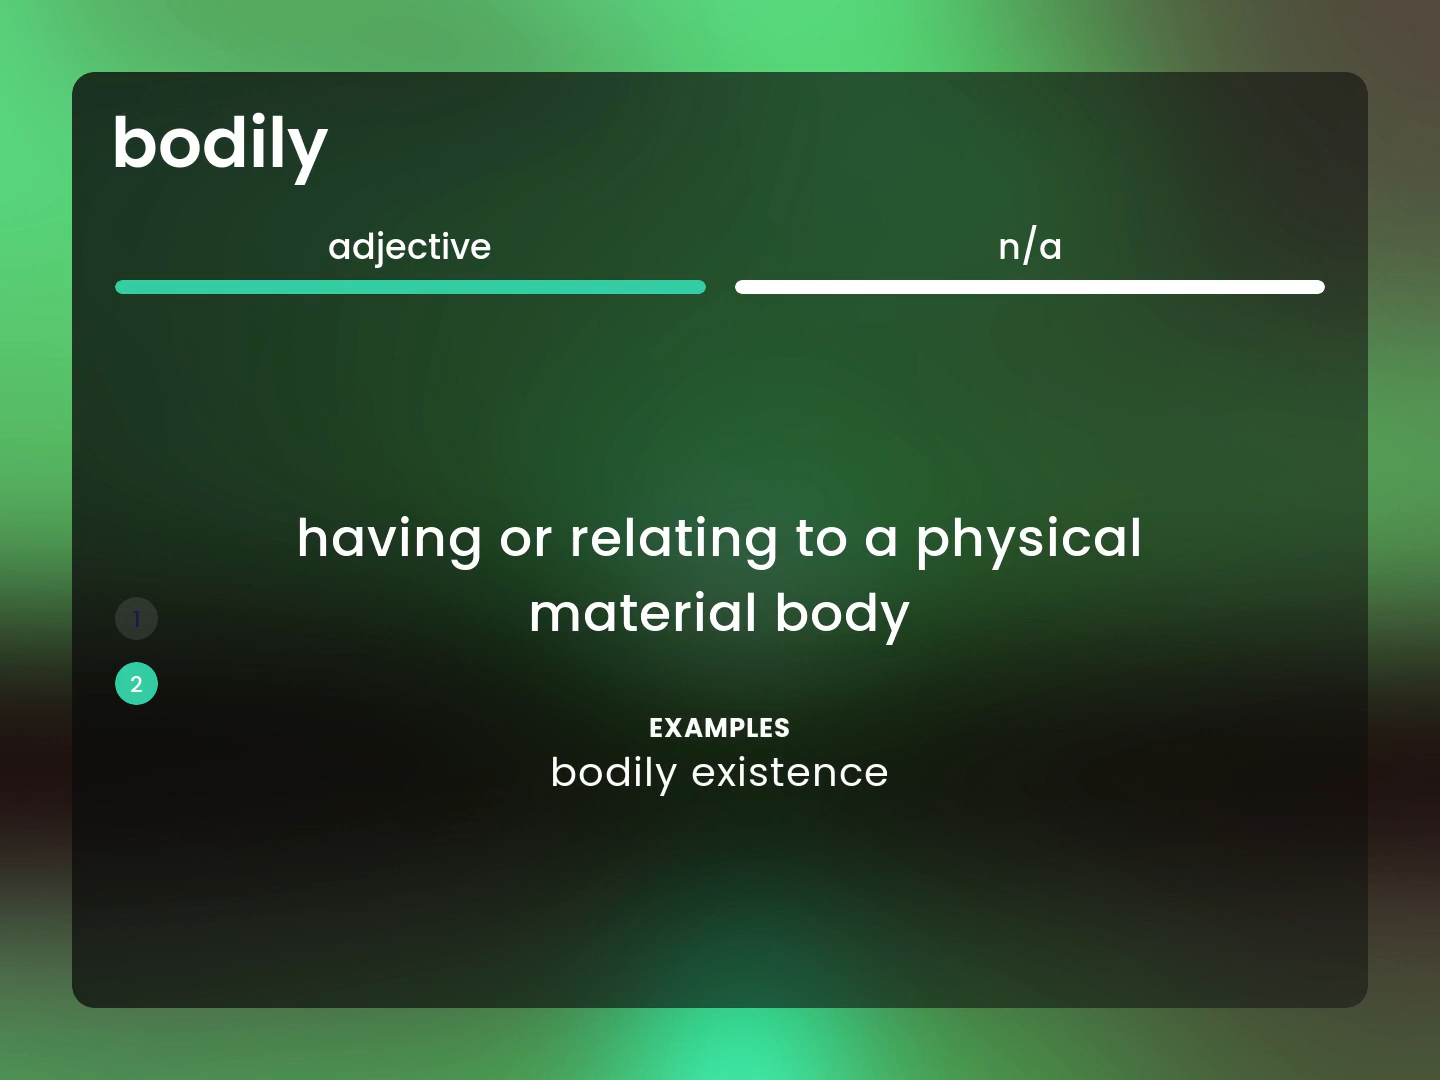 bodily
adjective
n/a
having or relating to a physical
material body
1
2
EXAMPLES
bodily existence